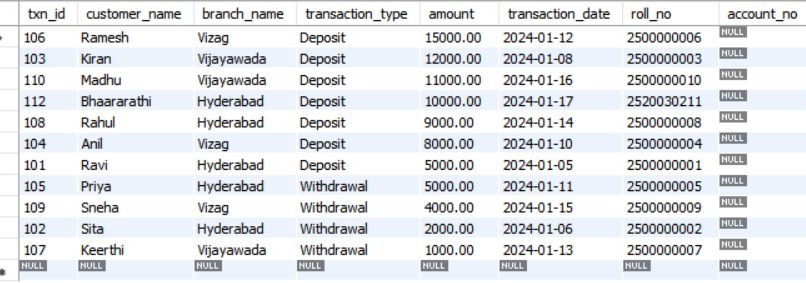 txn_id customer_name branch_name transaction_type amount transaction_date roll_no account_no
106 Ramesh Vizag Deposit 15000.00 2024-01-12 2500000006 NULL
103 Kiran Vijayawada Deposit 12000.00 2024-01-08 2500000003 NULL
110 Madhu Vijayawada Deposit 11000.00 2024-01-16 2500000010 NULL
112 Bhaararathi Hyderabad Deposit 10000.00 2024-01-17 2520030211 NULL
108 Rahul Hyderabad Deposit 9000.00 2024-01-14 2500000008 NULL
104 Anil Vizag Deposit 8000.00 2024-01-10 2500000004 NULL
101 Ravi Hyderabad Deposit 5000.00 2024-01-05 2500000001 NULL
105 Priya Hyderabad Withdrawal 5000.00 2024-01-11 2500000005 NULL
109 Sneha Vizag Withdrawal 4000.00 2024-01-15 2500000009 NULL
102 Sita Hyderabad Withdrawal 2000.00 2024-01-06 2500000002 NULL
107 Keerthi Vijayawada Withdrawal 1000.00 2024-01-13 2500000007 NULL
NULL NULL NULL NULL NULL NULL NULL NULL